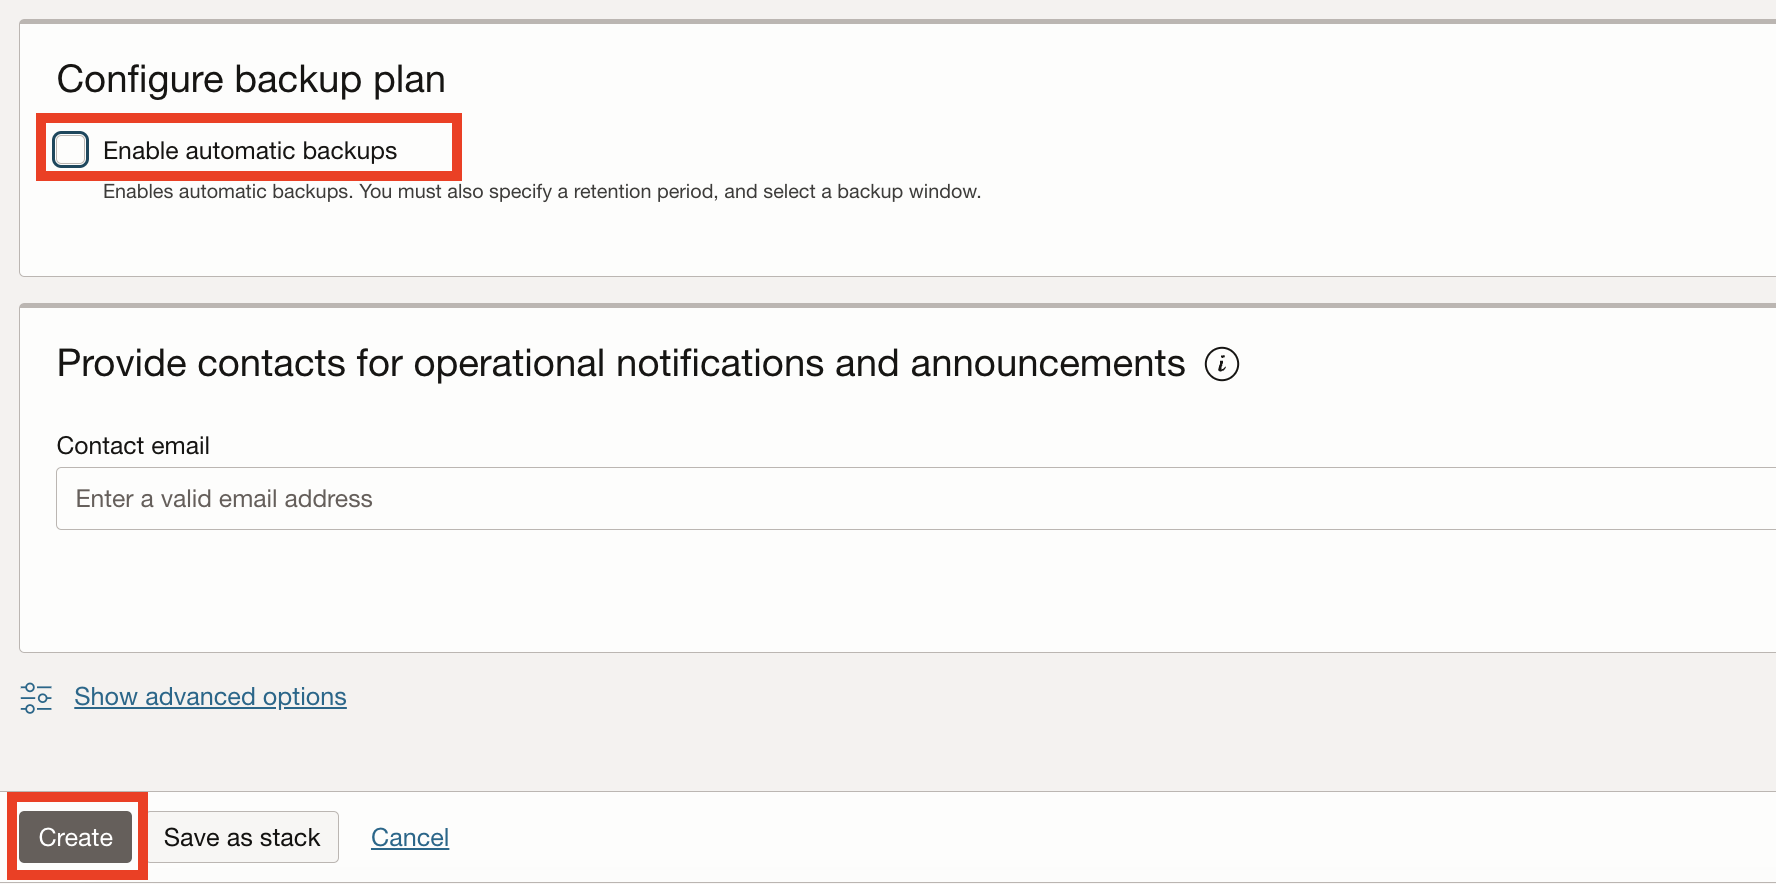 Configure backup plan
Enable automatic backups
Enables automatic backups. You must also specify a retention period, and select a backup window.
Provide contacts for operational notifications and announcements i
Contact email
Enter a valid email address
Show advanced options
Create Save as stack Cancel